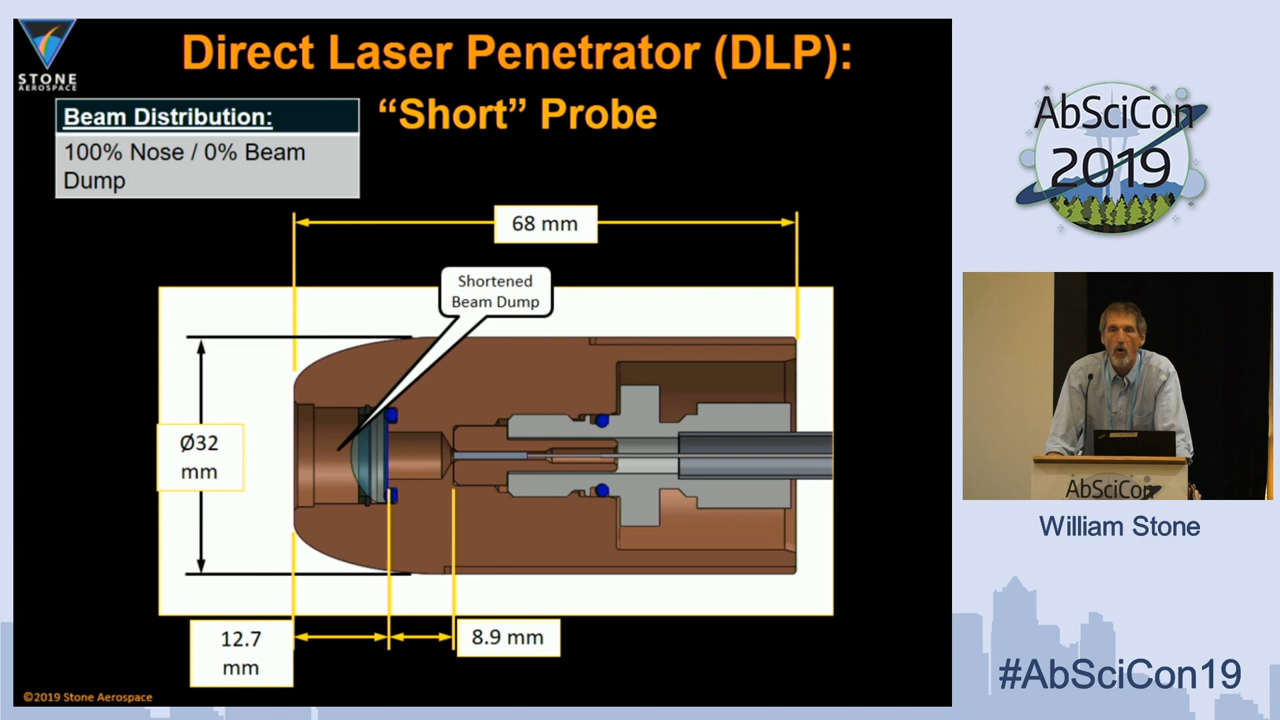 STONE
AEROSPACE
Direct Laser Penetrator (DLP):
“Short” Probe
Beam Distribution:
100% Nose / 0% Beam
Dump
68 mm
Shortened
Beam Dump
Ø32
mm
12.7
mm
8.9 mm
©2019 Stone Aerospace
AbSciCon
2019
AbSciCon
William Stone
#AbSciCon19